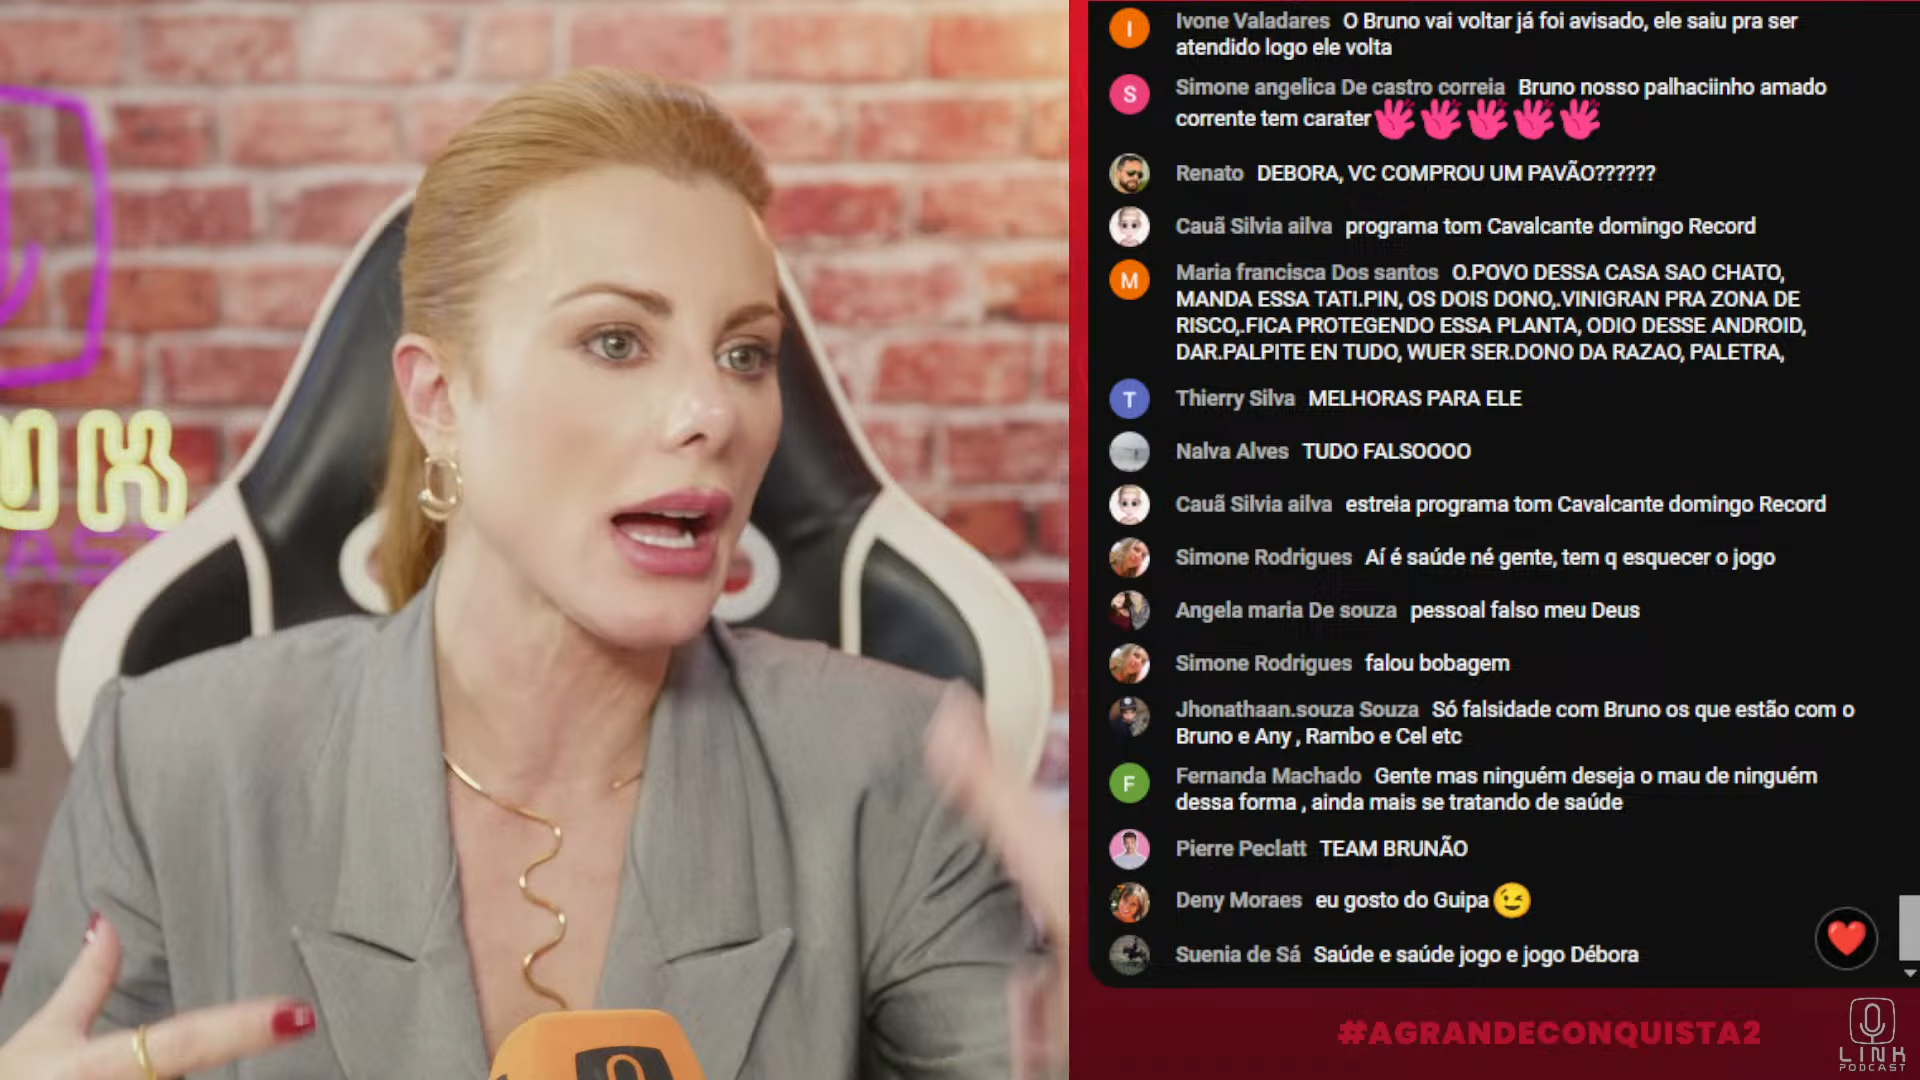 NK
I
Ivone Valadares O Bruno vai voltar já foi avisado, ele saiu pra ser
atendido logo ele volta
S
Simone angelica De castro correia Bruno nosso palhaciinho amado
corrente tem carater
Renato DEBORA, VC COMPROU UM PAVÃO??????
Cauã Silvia ailva programa tom Cavalcante domingo Record
M
Maria francisca Dos santos O.POVO DESSA CASA SAO CHATO,
MANDA ESSA TATI.PIN, OS DOIS DONO,.VINIGRAN PRA ZONA DE
RISCO,.FICA PROTEGENDO ESSA PLANTA, ODIO DESSE ANDROID,
DAR.PALPITE EN TUDO, WUER SER.DONO DA RAZAO, PALETRA,
T
Thierry Silva MELHORAS PARA ELE
Nalva Alves TUDO FALSOOOO
Cauã Silvia ailva estreia programa tom Cavalcante domingo Record
Simone Rodrigues Aí é saúde né gente, tem q esquecer o jogo
Angela maria De souza pessoal falso meu Deus
Simone Rodrigues falou bobagem
Jhonathaan.souza Souza Só falsidade com Bruno os que estão com o
Bruno e Any , Rambo e Cel etc
F
Fernanda Machado Gente mas ninguém deseja o mau de ninguém
dessa forma , ainda mais se tratando de saúde
Pierre Peclatt TEAM BRUNÃO
Deny Moraes eu gosto do Guipa😉
Suenia de Sá Saúde e saúde jogo e jogo Débora
#AGRANDECONQUISTA2
LINK
PODCAST